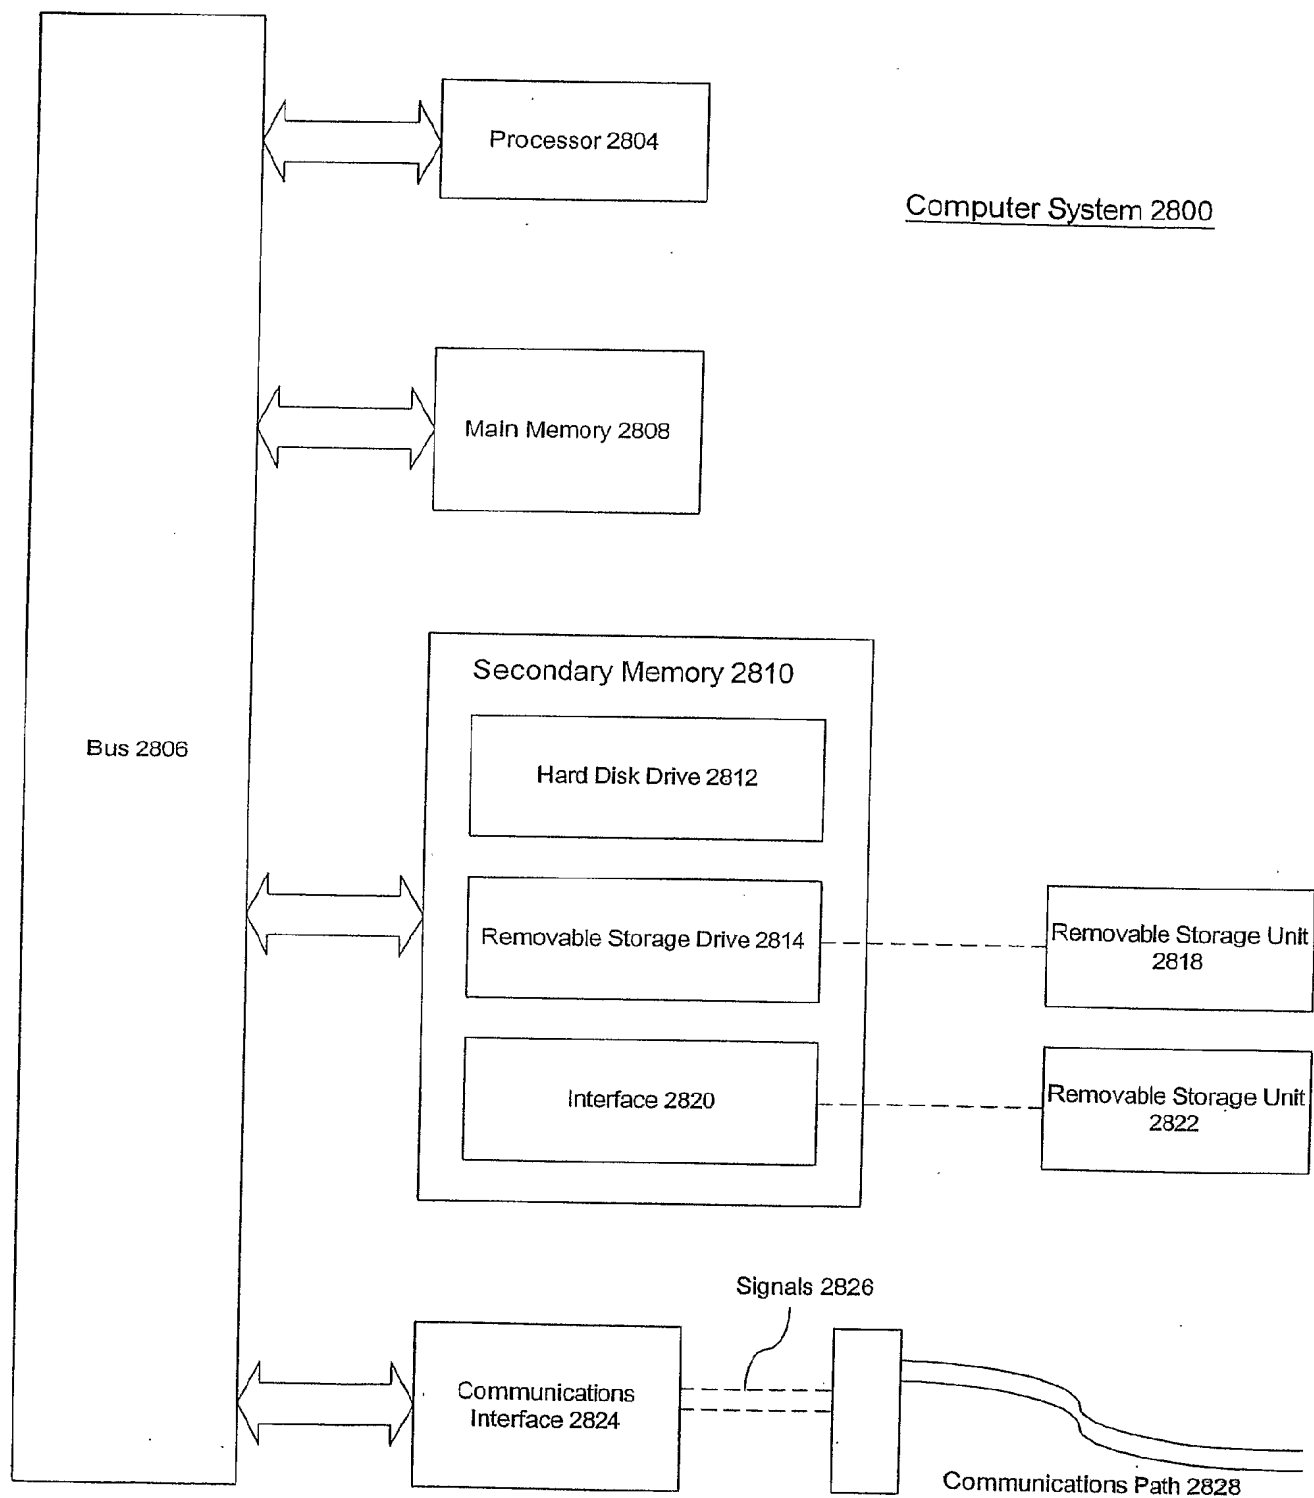 Processor 2804
Computer System 2800
Main Memory 2808
Secondary Memory 2810
Bus 2806
Hard Disk Drive 2812
Removable Storage Drive 2814
Removable Storage Unit
2818
Interface 2820
Removable Storage Unit
2822
Signals 2826
Communications
Interface 2824
Communications Path 2828